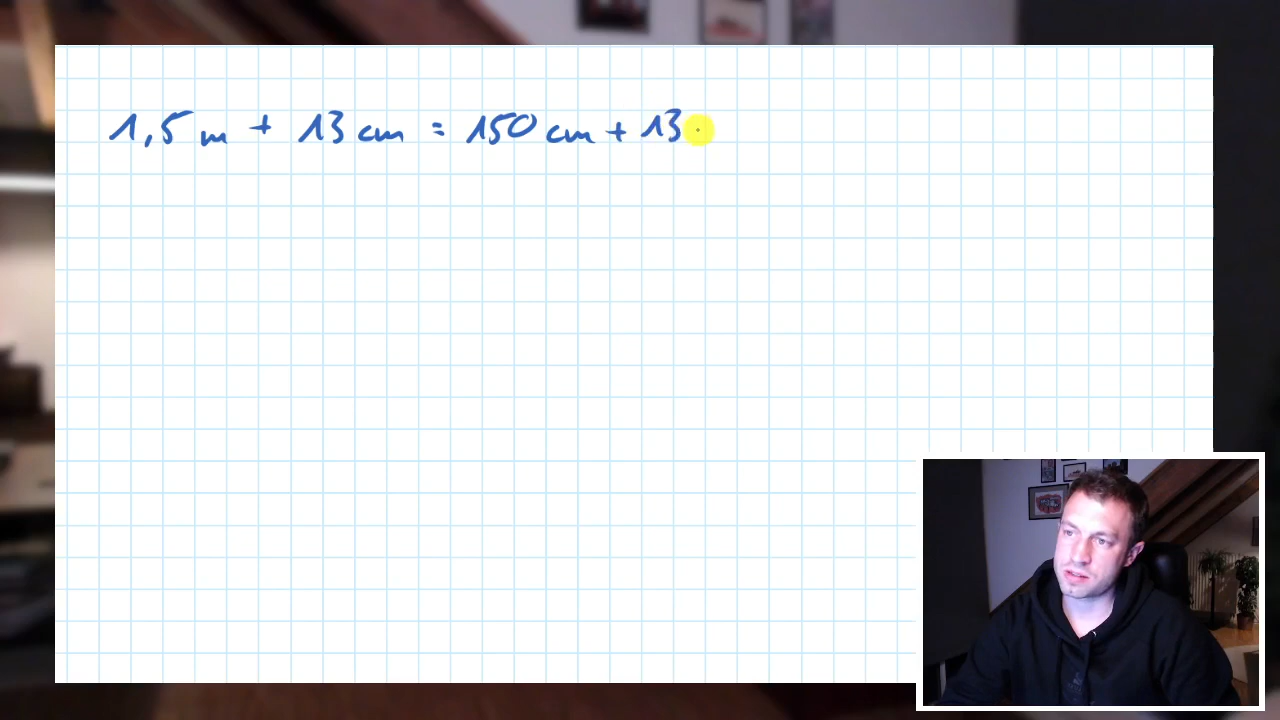 1,5 m + 13 cm = 150 cm + 13